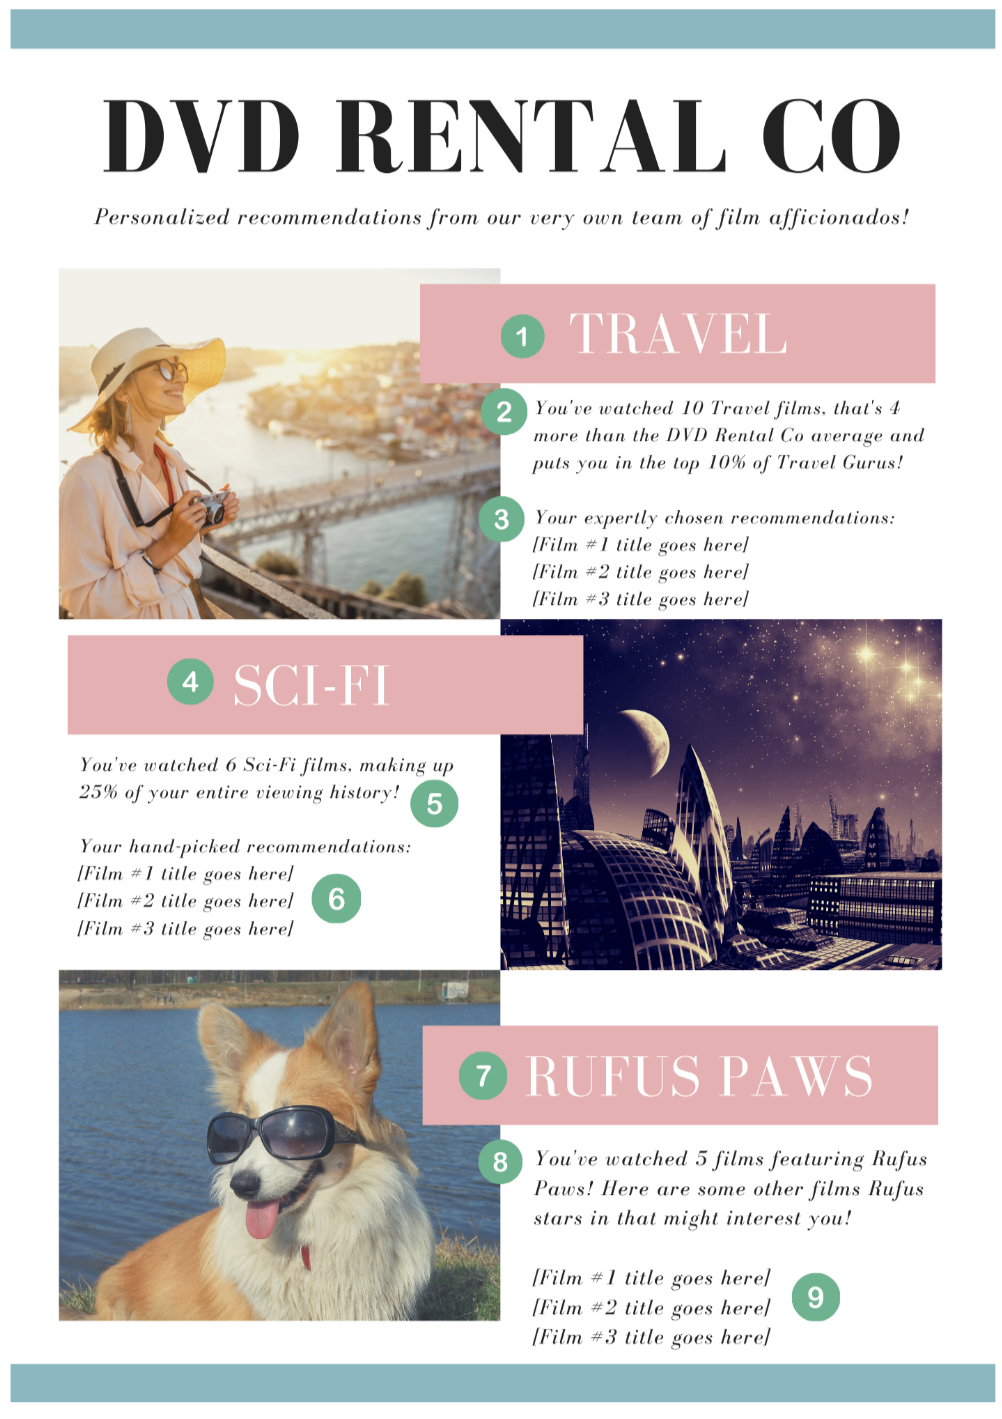 DVD RENTAL CO
Personalized recommendations from our very own team of film afficionados!
1 TRAVEL
2 You've watched 10 Travel films, that's 4
more than the DVD Rental Co average and
puts you in the top 10% of Travel Gurus!
3 Your expertly chosen recommendations:
[Film #1 title goes here]
[Film #2 title goes here]
[Film #3 title goes here]
4 SCI-FI
You've watched 6 Sci-Fi films, making up
25% of your entire viewing history!
5
Your hand-picked recommendations:
[Film #1 title goes here]
[Film #2 title goes here] 6
[Film #3 title goes here]
7 RUFUS PAWS
8 You've watched 5 films featuring Rufus
Paws! Here are some other films Rufus
stars in that might interest you!
[Film #1 title goes here]
[Film #2 title goes here] 9
[Film #3 title goes here]